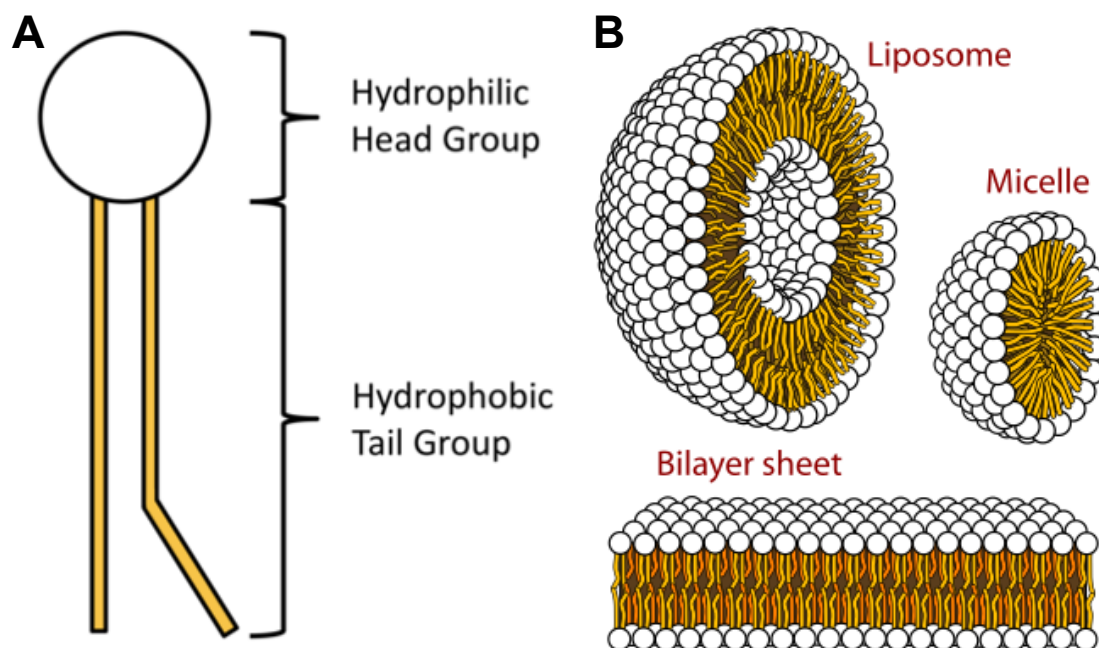 A
Hydrophilic
Head Group
Hydrophobic
Tail Group
B
Liposome
Micelle
Bilayer sheet